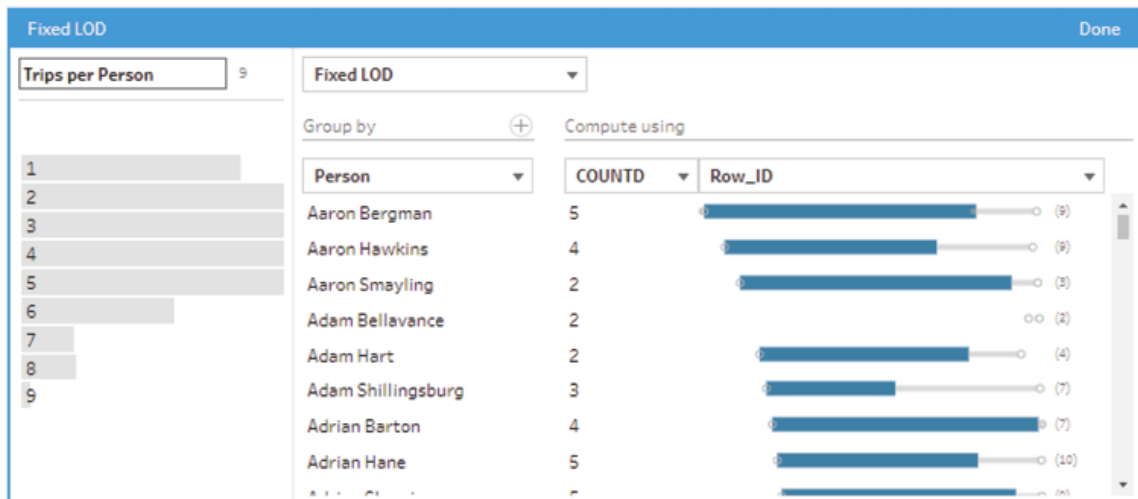 Fixed LOD Done
Trips per Person 9
Fixed LOD
Group by Compute using
Person COUNTD Row_ID
1
2
3
4
5
6
7
8
9
Aaron Bergman 5 (9)
Aaron Hawkins 4 (9)
Aaron Smayling 2 (3)
Adam Bellavance 2 (2)
Adam Hart 2 (4)
Adam Shillingsburg 3 (7)
Adrian Barton 4 (7)
Adrian Hane 5 (10)